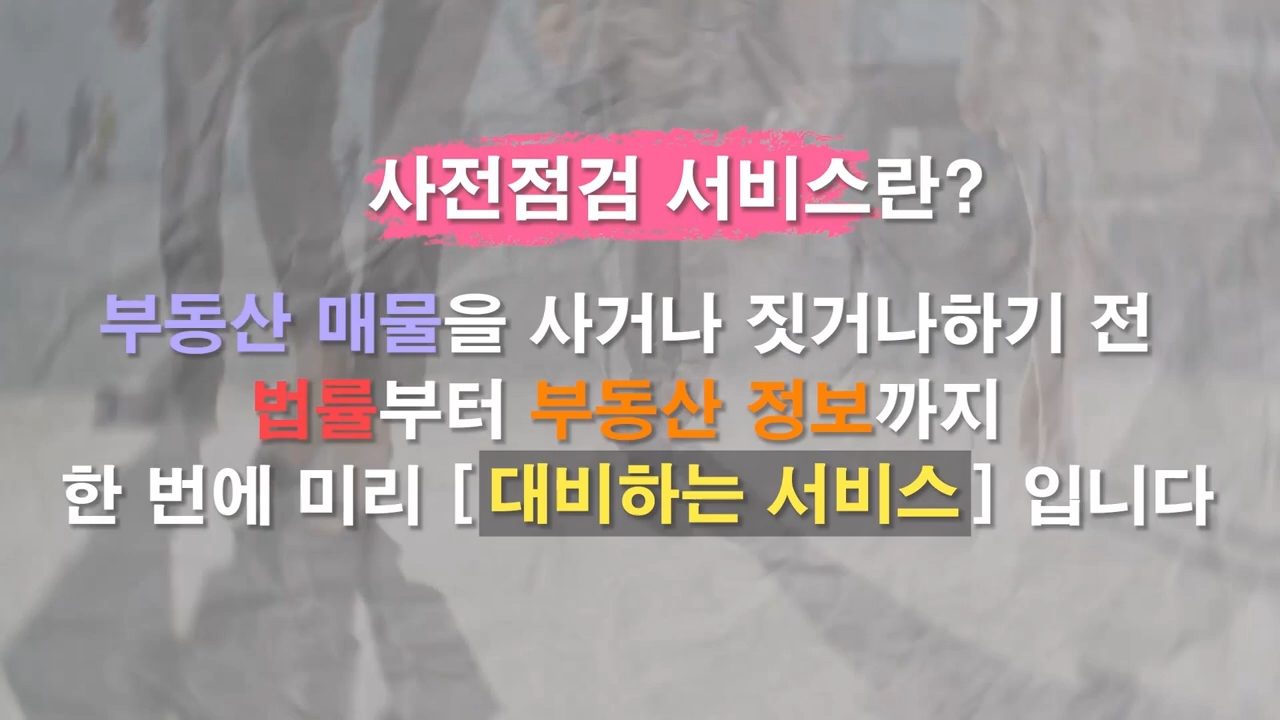 사전점검 서비스란?
부동산 매물을 사거나 짓거나하기 전
법률부터 부동산 정보까지
한 번에 미리 [대비하는 서비스] 입니다